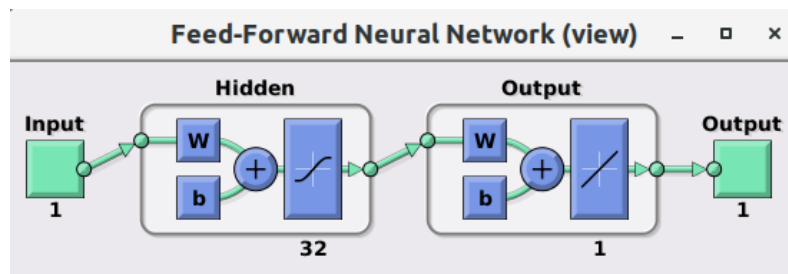 Feed-Forward Neural Network (view)
Hidden
Output
Input
Output
W
W
b
b
1
32
1
1